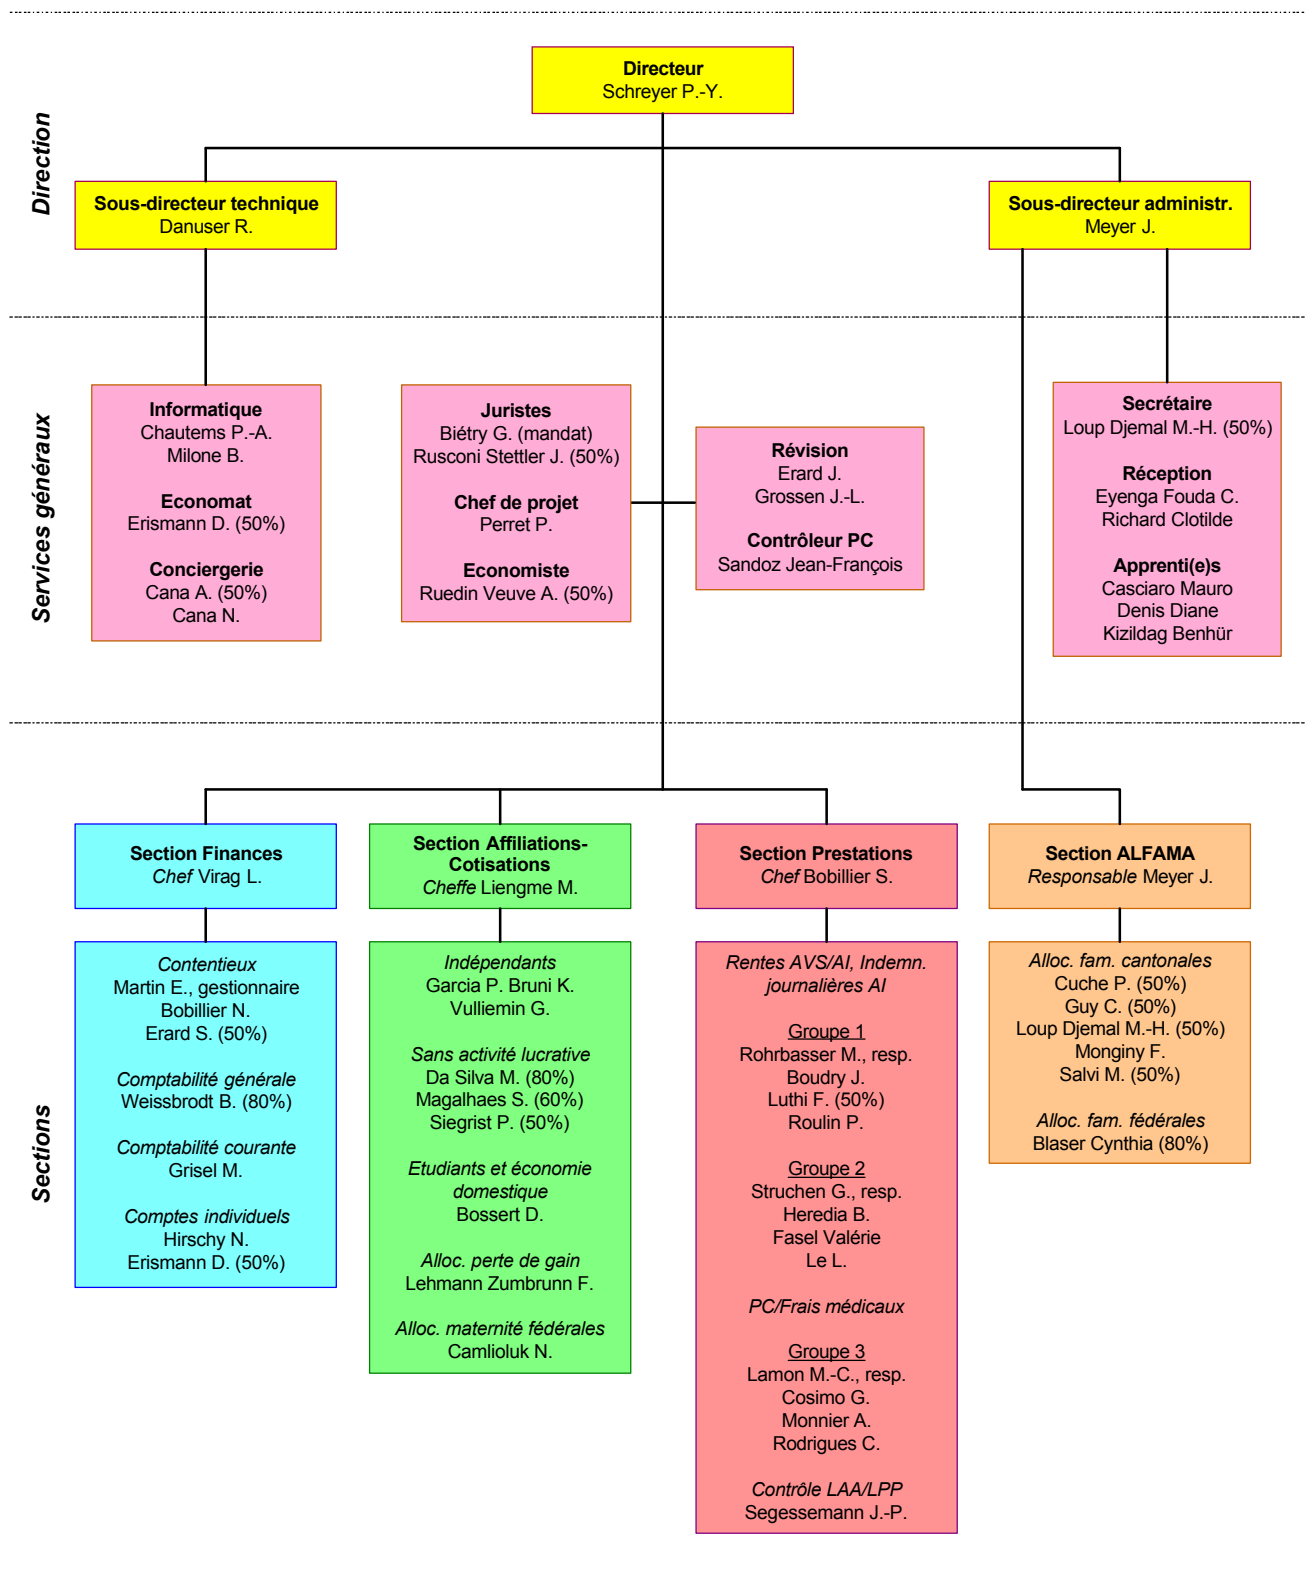 Direction
Directeur
Schreyer P.-Y.
Sous-directeur technique
Danuser R.
Sous-directeur administr.
Meyer J.
Services généraux
Informatique
Chautems P.-A.
Milone B.
Economat
Erismann D. (50%)
Conciergerie
Cana A. (50%)
Cana N.
Juristes
Biétry G. (mandat)
Rusconi Stettler J. (50%)
Chef de projet
Perret P.
Economiste
Ruedin Veuve A. (50%)
Révision
Erard J.
Grossen J.-L.
Contrôleur PC
Sandoz Jean-François
Secrétaire
Loup Djemal M.-H. (50%)
Réception
Eyenga Fouda C.
Richard Clotilde
Apprenti(e)s
Casciaro Mauro
Denis Diane
Kizildag Benhür
Sections
Section Finances
Chef Virag L.
Contentieux
Martin E., gestionnaire
Bobillier N.
Erard S. (50%)
Comptabilité générale
Weissbrodt B. (80%)
Comptabilité courante
Grisel M.
Comptes individuels
Hirschy N.
Erismann D. (50%)
Section Affiliations-
Cotisations
Cheffe Liengme M.
Indépendants
Garcia P. Bruni K.
Vulliemin G.
Sans activité lucrative
Da Silva M. (80%)
Magalhaes S. (60%)
Siegrist P. (50%)
Etudiants et économie
domestique
Bossert D.
Alloc. perte de gain
Lehmann Zumbrunn F.
Alloc. maternité fédérales
Camlioluk N.
Section Prestations
Chef Bobillier S.
Rentes AVS/AI, Indemn.
journalières AI
Groupe 1
Rohrbasser M., resp.
Boudry J.
Luthi F. (50%)
Roulin P.
Groupe 2
Struchen G., resp.
Heredia B.
Fasel Valérie
Le L.
PC/Frais médicaux
Groupe 3
Lamon M.-C., resp.
Cosimo G.
Monnier A.
Rodrigues C.
Contrôle LAA/LPP
Segessemann J.-P.
Section ALFAMA
Responsable Meyer J.
Alloc. fam. cantonales
Cuche P. (50%)
Guy C. (50%)
Loup Djemal M.-H. (50%)
Monginy F.
Salvi M. (50%)
Alloc. fam. fédérales
Blaser Cynthia (80%)